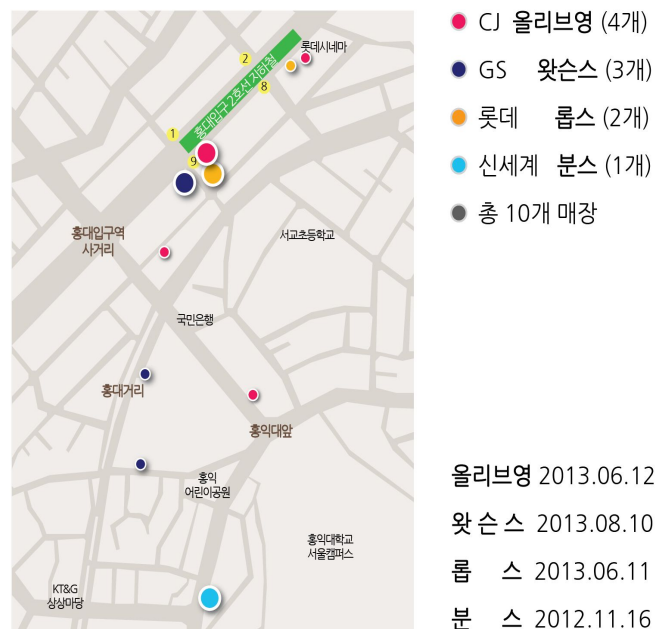 CJ 올리브영 (4개)
GS 왓슨스 (3개)
롯데 롭스 (2개)
신세계 분스 (1개)
총 10개 매장
롯데시네마
2
홍대입구 2호선 지하철
8
1
9
홍대입구역
사거리
서교초등학교
국민은행
홍대거리
홍익대앞
홍익
어린이공원
홍익대학교
서울캠퍼스
KT&G
상상마당
올리브영 2013.06.12
왓슨스 2013.08.10
롭 스 2013.06.11
분 스 2012.11.16